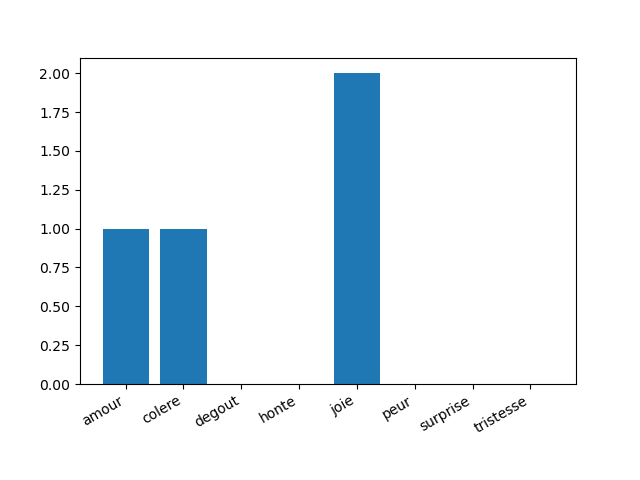 2.00
1.75
1.50
1.25
1.00
0.75
0.50
0.25
0.00
amour
colere
degout
honte
joie
peur
surprise
tristesse